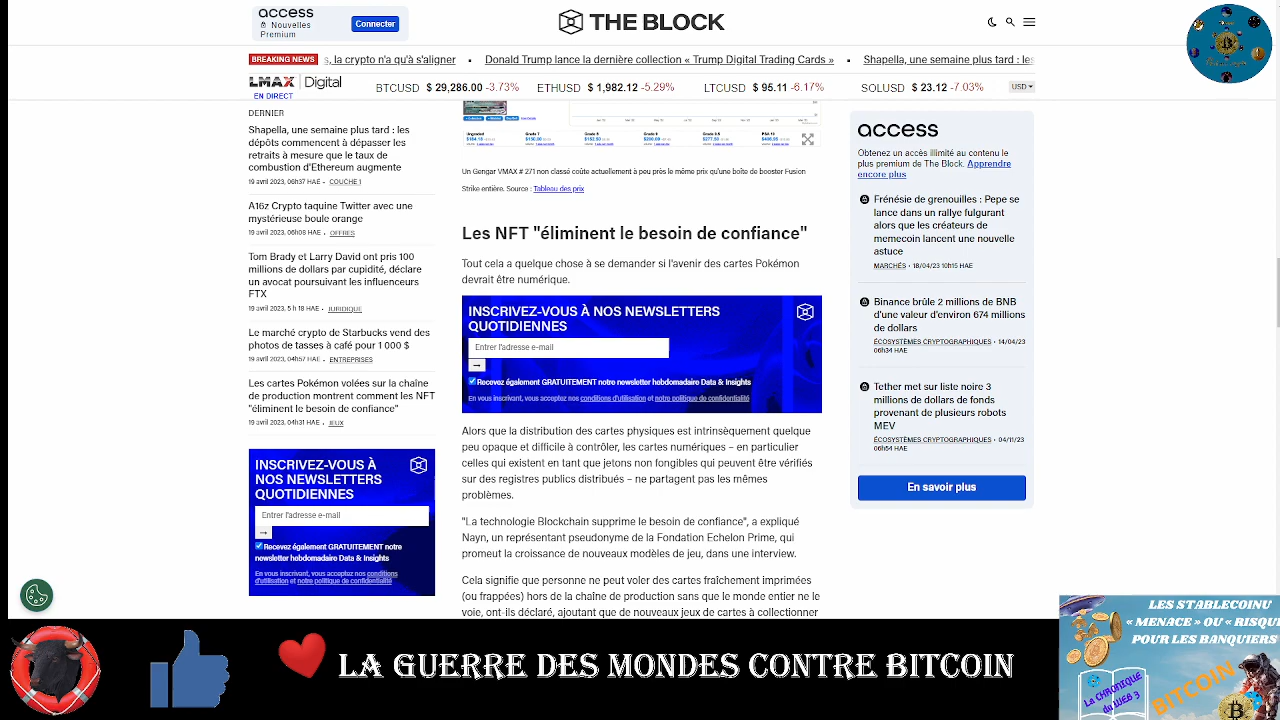 access
Nouvelles
Premium
Connecter
THE BLOCK
BREAKING NEWS
s, la crypto n'a qu'à s'aligner ▪ Donald Trump lance la dernière collection « Trump Digital Trading Cards » ▪ Shapella, une semaine plus tard : les
LMAX Digital
EN DIRECT
BTCUSD $ 29,286.00 -3.73%
ETHUSD $ 1,982.12 -5.29%
LTCUSD $ 95.11 -6.17%
SOLUSD $ 23.12 -7.03%
USD
DERNIER
Shapella, une semaine plus tard : les
dépôts commencent à dépasser les
retraits à mesure que le taux de
combustion d'Ethereum augmente
19 avril 2023, 06h37 HAE • COUCHE 1
A16z Crypto taquine Twitter avec une
mystérieuse boule orange
19 avril 2023, 06h08 HAE • OFFRES
Tom Brady et Larry David ont pris 100
millions de dollars par cupidité, déclare
un avocat poursuivant les influenceurs
FTX
19 avril 2023, 5 h 18 HAE • JURIDIQUE
Le marché crypto de Starbucks vend des
photos de tasses à café pour 1 000 $
19 avril 2023, 04h57 HAE • ENTREPRISES
Les cartes Pokémon volées sur la chaîne
de production montrent comment les NFT
"éliminent le besoin de confiance"
19 avril 2023, 04h31 HAE • JEUX
INSCRIVEZ-VOUS À
NOS NEWSLETTERS
QUOTIDIENNES
Entrer l'adresse e-mail
→
Recevez également GRATUITEMENT notre
newsletter hebdomadaire Data & Insights
En vous inscrivant, vous acceptez nos conditions
d'utilisation et notre politique de confidentialité
Un Gengar VMAX # 271 non classé coûte actuellement à peu près le même prix qu'une boîte de booster Fusion
Strike entière. Source : Tableau des prix
Les NFT "éliminent le besoin de confiance"
Tout cela a quelque chose à se demander si l'avenir des cartes Pokémon
devrait être numérique.
INSCRIVEZ-VOUS À NOS NEWSLETTERS
QUOTIDIENNES
Entrer l'adresse e-mail
→
Recevez également GRATUITEMENT notre newsletter hebdomadaire Data & Insights
En vous inscrivant, vous acceptez nos conditions d'utilisation et notre politique de confidentialité
Alors que la distribution des cartes physiques est intrinsèquement quelque
peu opaque et difficile à contrôler, les cartes numériques – en particulier
celles qui existent en tant que jetons non fongibles qui peuvent être vérifiés
sur des registres publics distribués – ne partagent pas les mêmes
problèmes.
"La technologie Blockchain supprime le besoin de confiance", a expliqué
Nayn, un représentant pseudonyme de la Fondation Echelon Prime, qui
promeut la croissance de nouveaux modèles de jeu, dans une interview.
Cela signifie que personne ne peut voler des cartes fraîchement imprimées
(ou frappées) hors de la chaîne de production sans que le monde entier ne le
voie, ont-ils déclaré, ajoutant que de nouveaux jeux de cartes à collectionner
access
Obtenez un accès illimité au contenu le
plus premium de The Block. Apprendre
encore plus
Frénésie de grenouilles : Pepe se
lance dans un rallye fulgurant
alors que les créateurs de
memecoin lancent une nouvelle
astuce
MARCHÉS • 18/04/23 10h15 HAE
Binance brûle 2 millions de BNB
d'une valeur d'environ 674 millions
de dollars
ÉCOSYSTÈMES CRYPTOGRAPHIQUES • 14/04/23
06h34 HAE
Tether met sur liste noire 3
millions de dollars de fonds
provenant de plusieurs robots
MEV
ÉCOSYSTÈMES CRYPTOGRAPHIQUES • 04/11/23
06h54 HAE
En savoir plus
LA GUERRE DES MONDES CONTRE BITCOIN
LES STABLECOINU
« MENACE » OU « RISQU
POUR LES BANQUIERS
La CHRONIQUE
du WEB 3
BITCOIN